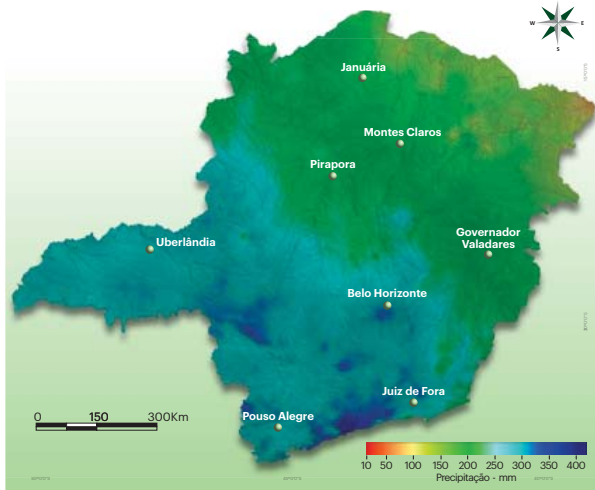 W E
S
Januária
Montes Claros
Pirapora
Governador
Valadares
Uberlândia
Belo Horizonte
Juiz de Fora
Pouso Alegre
0 150 300Km
10 50 100 150 200 250 300 350 400
Precipitação - mm